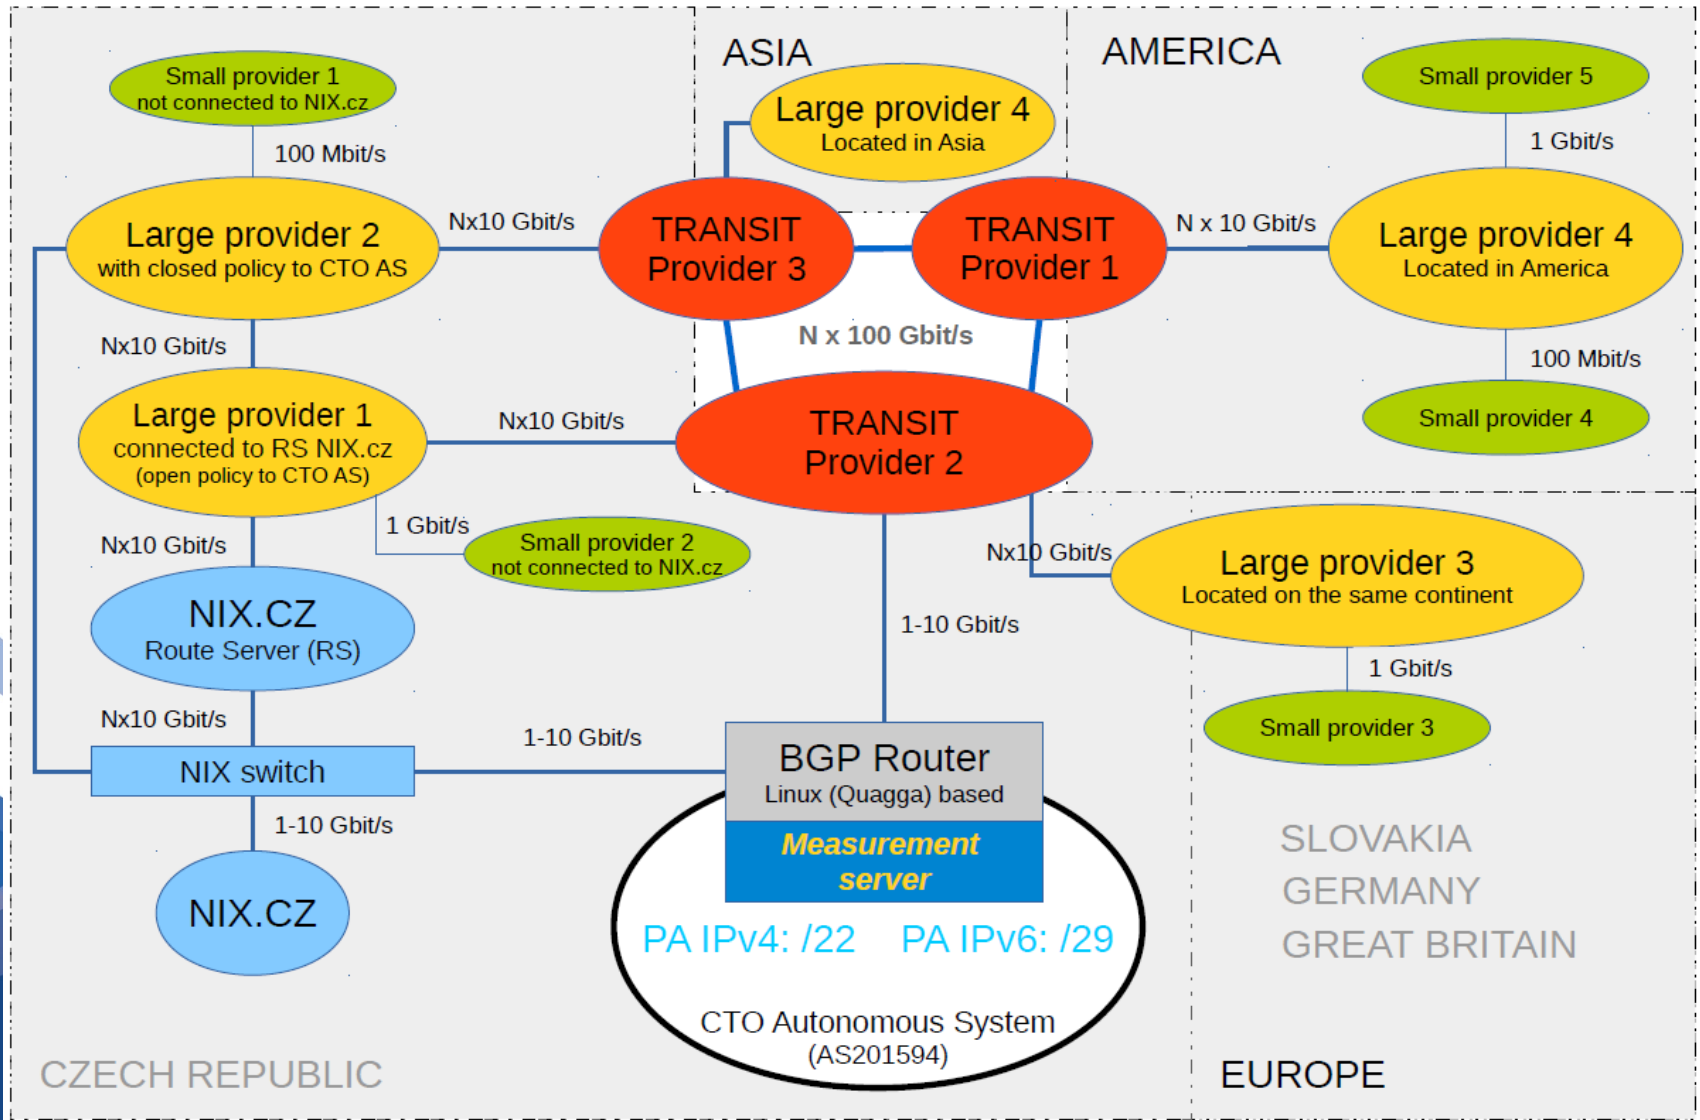 ASIA
AMERICA
Small provider 1
not connected to NIX.cz
Small provider 5
Large provider 4
Located in Asia
100 Mbit/s
1 Gbit/s
Large provider 2
with closed policy to CTO AS
Nx10 Gbit/s
TRANSIT
Provider 3
TRANSIT
Provider 1
N x 10 Gbit/s
Large provider 4
Located in America
N x 100 Gbit/s
Nx10 Gbit/s
100 Mbit/s
Large provider 1
connected to RS NIX.cz
(open policy to CTO AS)
Nx10 Gbit/s
TRANSIT
Provider 2
Small provider 4
1 Gbit/s
Nx10 Gbit/s
Small provider 2
not connected to NIX.cz
Nx10 Gbit/s
Large provider 3
Located on the same continent
NIX.CZ
Route Server (RS)
1-10 Gbit/s
1 Gbit/s
Nx10 Gbit/s
Small provider 3
1-10 Gbit/s
NIX switch
BGP Router
Linux (Quagga) based
1-10 Gbit/s
Measurement
server
SLOVAKIA
GERMANY
GREAT BRITAIN
NIX.CZ
PA IPv4: /22 PA IPv6: /29
CTO Autonomous System
(AS201594)
CZECH REPUBLIC
EUROPE